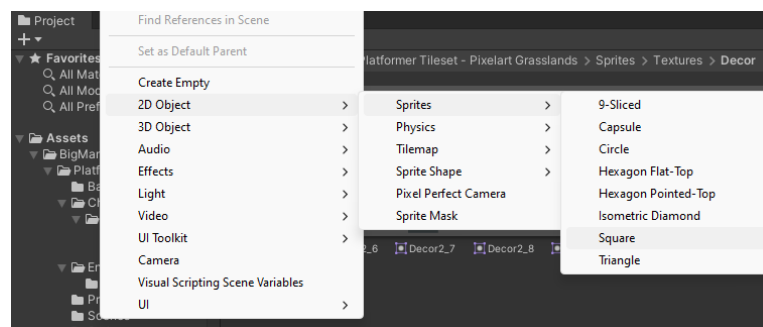 Project
Favorites
All Mat
All Mod
All Pref
Assets
BigMar
Platf
Ba
Ch
En
Pr
Sc
Find References in Scene
Set as Default Parent
Create Empty
2D Object
3D Object
Audio
Effects
Light
Video
UI Toolkit
Camera
Visual Scripting Scene Variables
UI
latformer Tileset - Pixelart Grasslands > Sprites > Textures > Decor
Sprites
Physics
Tilemap
Sprite Shape
Pixel Perfect Camera
Sprite Mask
9-Sliced
Capsule
Circle
Hexagon Flat-Top
Hexagon Pointed-Top
Isometric Diamond
Square
Triangle
2_6 Decor2_7 Decor2_8